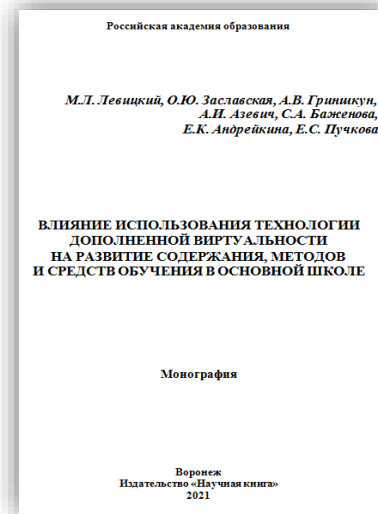 Российская академия образования
М.Л. Левицкий, О.Ю. Заславская, А.В. Гриншкун,
А.И. Азевич, С.А. Баженова,
Е.К. Андрейкина, Е.С. Пучкова
ВЛИЯНИЕ ИСПОЛЬЗОВАНИЯ ТЕХНОЛОГИИ
ДОПОЛНЕННОЙ ВИРТУАЛЬНОСТИ
НА РАЗВИТИЕ СОДЕРЖАНИЯ, МЕТОДОВ
И СРЕДСТВ ОБУЧЕНИЯ В ОСНОВНОЙ ШКОЛЕ
Монография
Воронеж
Издательство «Научная книга»
2021